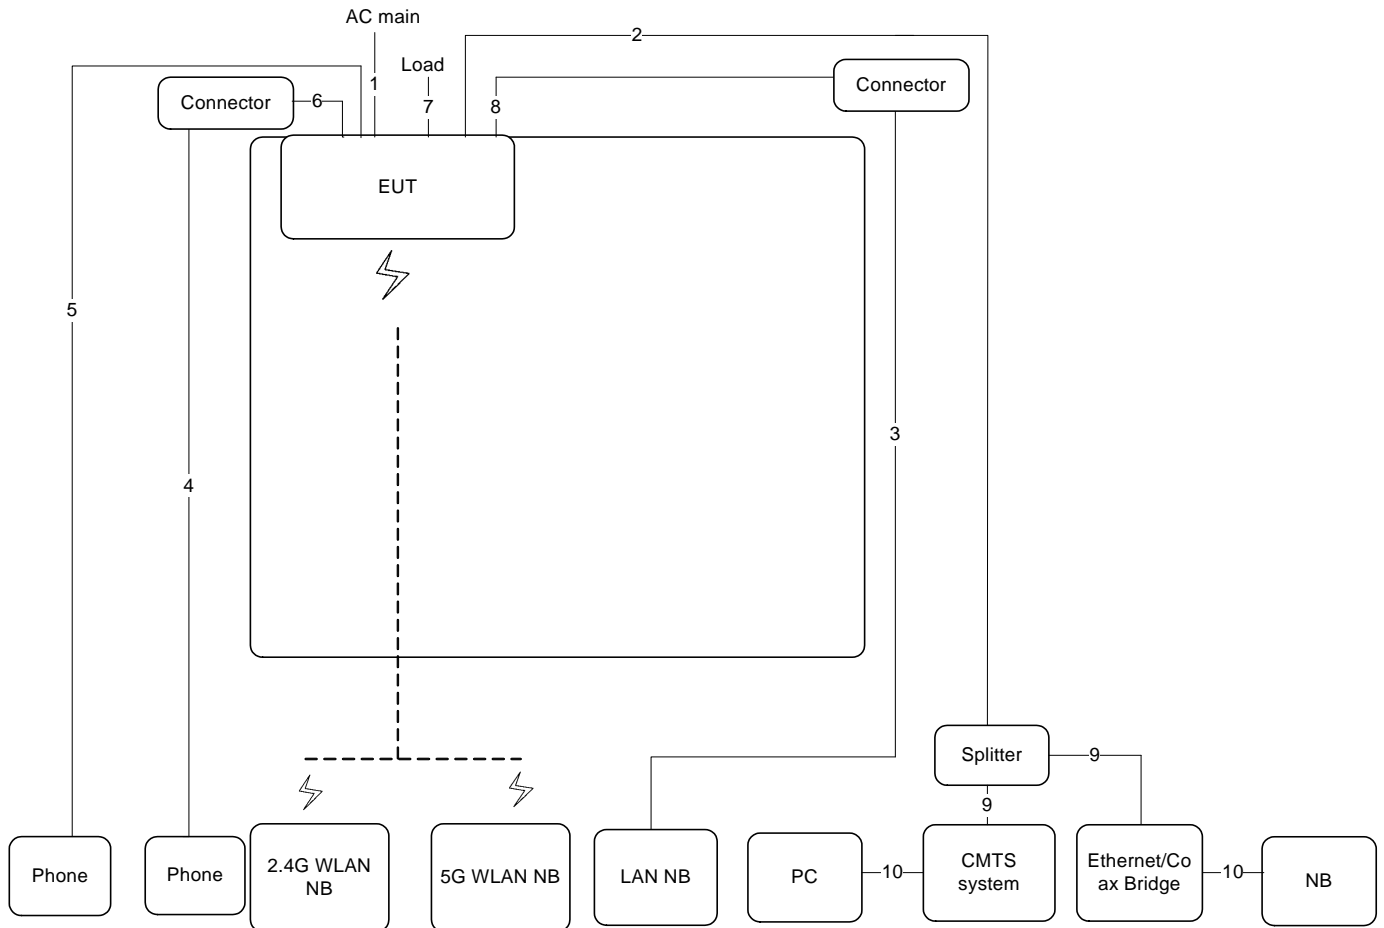 AC main
2
Load
Connector
6
1
7
8
Connector
EUT
5
3
4
Splitter
9
9
Phone
Phone
2.4G WLAN
NB
5G WLAN NB
LAN NB
PC
10
CMTS
system
Ethernet/Co
ax Bridge
10
NB